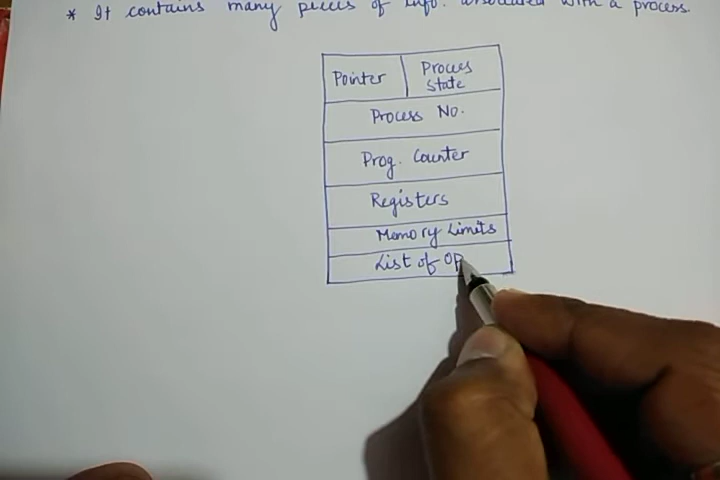 * It contains many pieces of info. associated with a process.
Pointer
Process
State
Process No.
Prog. Counter
Registers
Memory Limits
List of OP